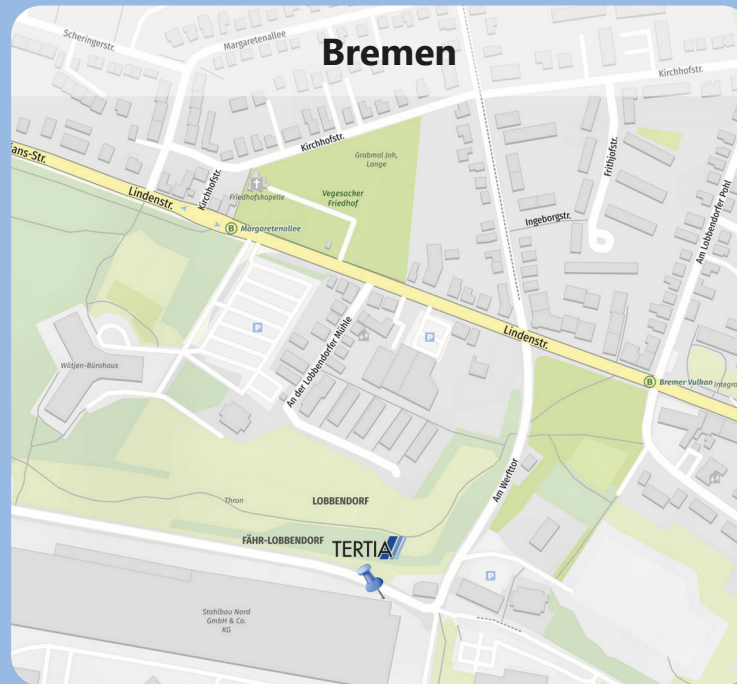 Bremen
Scheringerstr.
Margaretenallee
Kirchhofstr.
Kirchhofstr.
Grabmal Joh.
Lange
ans-Str.
Lindenstr.
Kirchhofstr.
Friedhofskapelle
Vegesacker
Friedhof
Frithjofstr.
Ingeborgstr.
Am Lobbendorfer Pohl
B Margaretenallee
P
P
An der Lobbendorfer Mühle
Lindenstr.
Wätjen-Bürohaus
B Bremer Vulkan
Integra
Am Werfttor
Thron
LOBBENDORF
FÄHR-LOBBENDORF
TERTIA
P
Stahlbau Nord
GmbH & Co.
KG